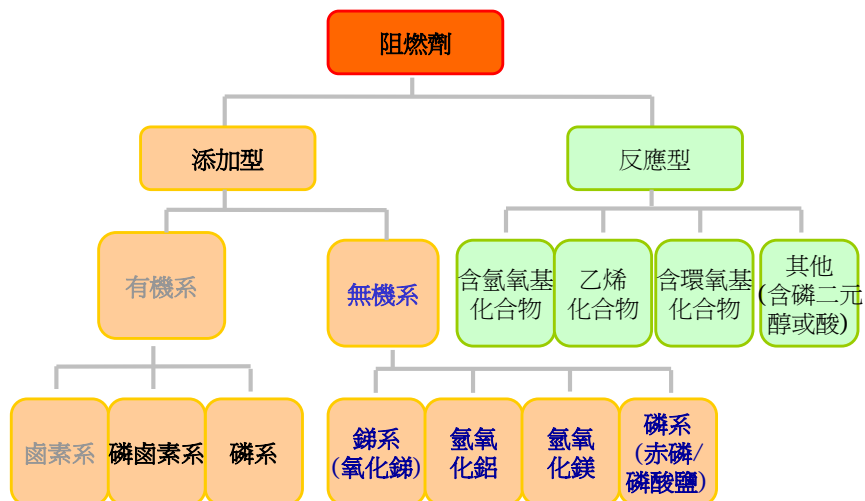 阻燃劑
添加型
反應型
有機系
無機系
含氫氧基
化合物
乙烯
化合物
含環氧基
化合物
其他
(含磷二元
醇或酸)
鹵素系
磷鹵素系
磷系
銻系
(氧化銻)
氫氧
化鋁
氫氧
化鎂
磷系
(赤磷/
磷酸鹽)